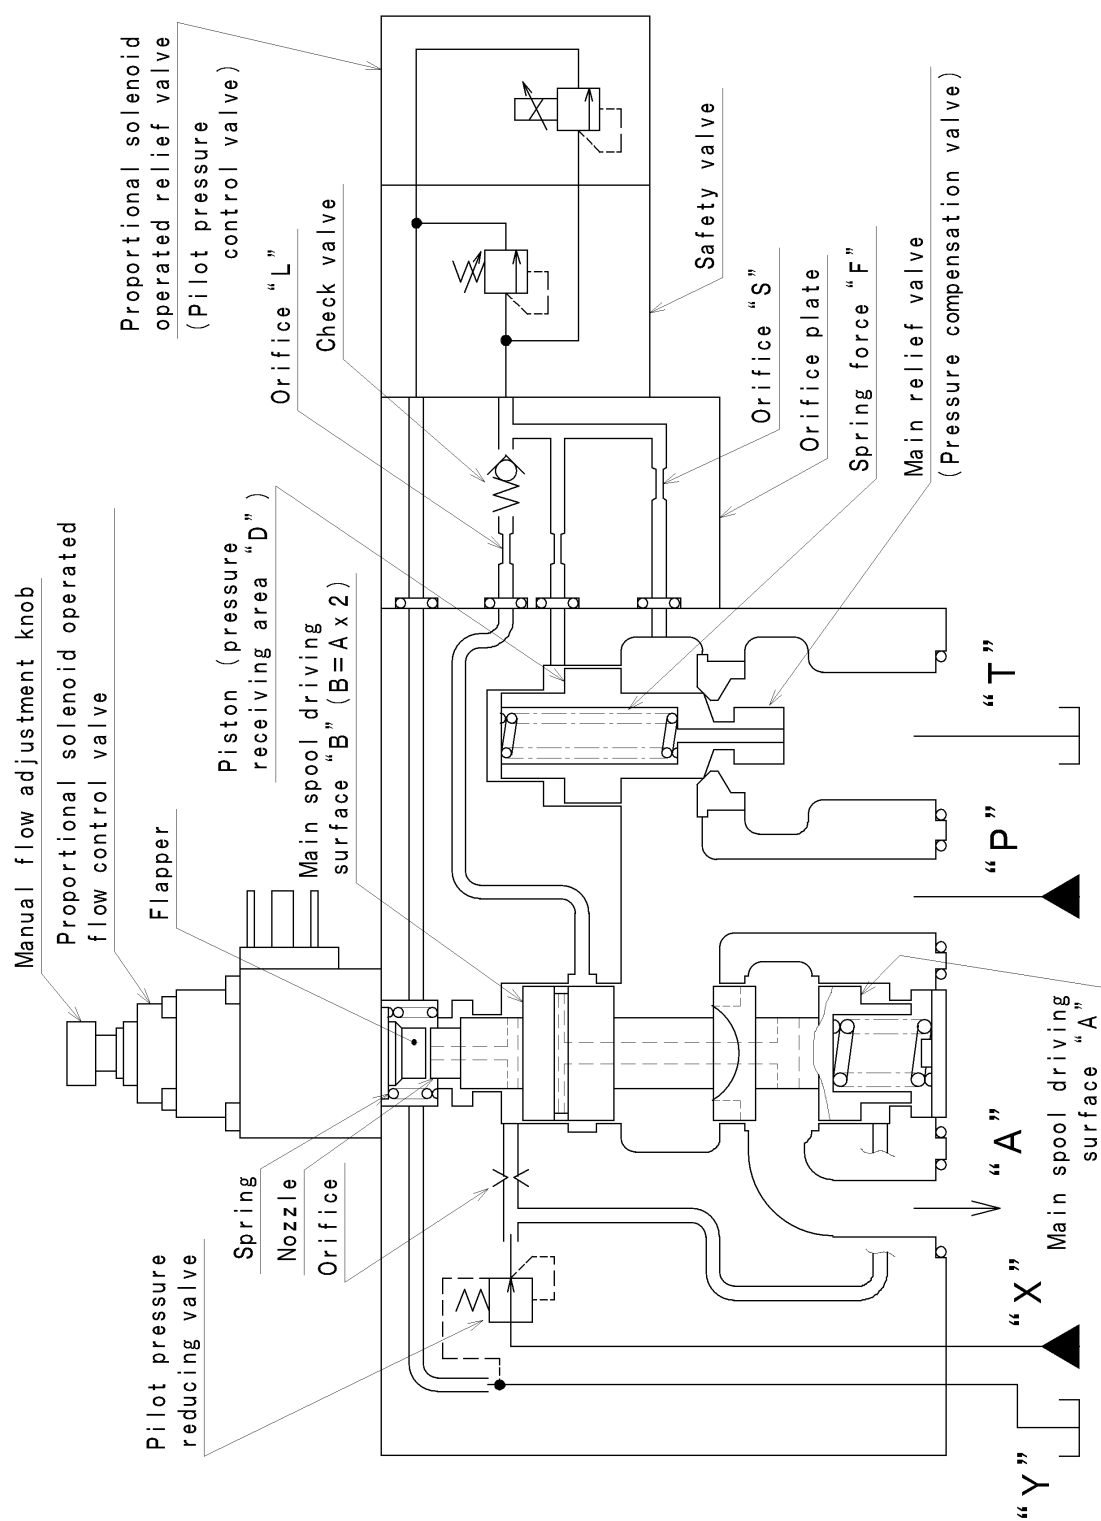 Manual flow adjustment knob
Proportional solenoid operated
flow control valve
Flapper
Piston (pressure
receiving area “D”)
Main spool driving
surface “B” (B=Ax2)
Proportional solenoid
operated relief valve
(Pilot pressure
control valve)
Orifice “L”
Check valve
Safety valve
Orifice “S”
Orifice plate
Spring force “F”
Main relief valve
(Pressure compensation valve)
Pilot pressure
reducing valve
Spring
Nozzle
Orifice
Main spool driving
surface “A”
“Y”
“X”
“A”
“P”
“T”